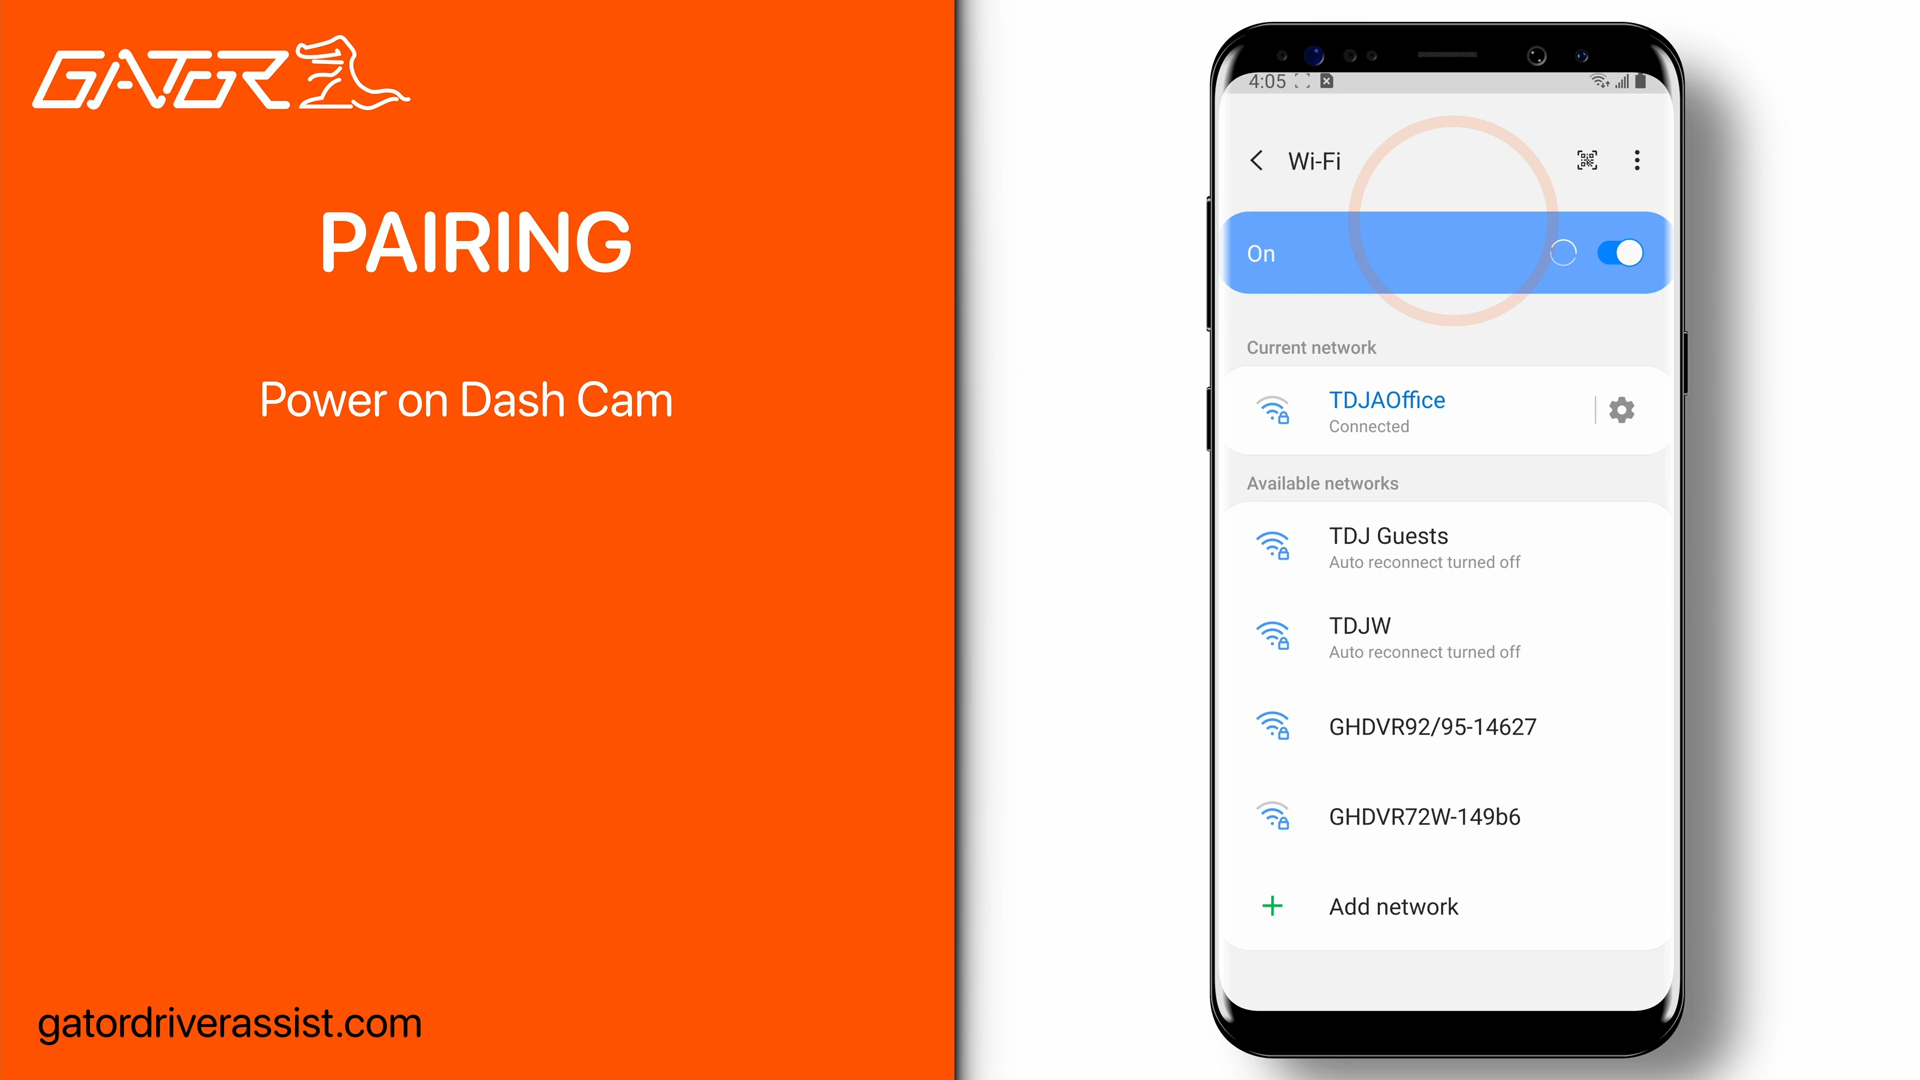 GATOR
PAIRING
Power on Dash Cam
gatordriverassist.com
4:05
Wi-Fi
On
Current network
TDJAOffice
Connected
Available networks
TDJ Guests
Auto reconnect turned off
TDJW
Auto reconnect turned off
GHDVR92/95-14627
GHDVR72W-149b6
Add network